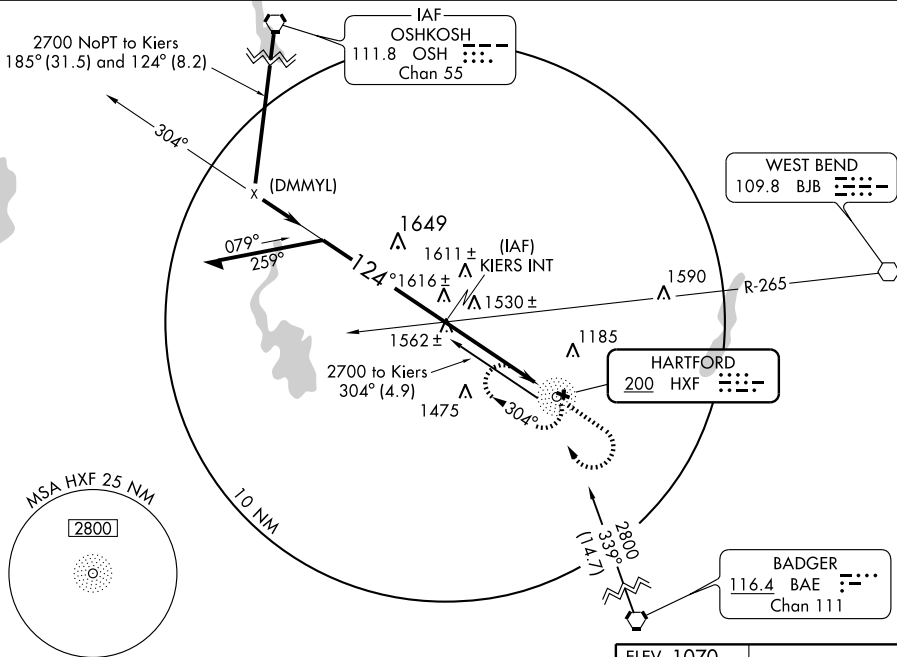 IAF
OSHKOSH
111.8 OSH
Chan 55
2700 NoPT to Kiers
185° (31.5) and 124° (8.2)
304°
(DMMYL)
WEST BEND
109.8 BJB
079°
259°
1649
1611 ±
(IAF)
KIERS INT
124°
1616 ±
1530 ±
1590
R-265
1562 ±
1185
2700 to Kiers
304° (4.9)
HARTFORD
200 HXF
1475
304°
MSA HXF 25 NM
2800
10 NM
2800
339°
(14.7)
BADGER
116.4 BAE
Chan 111
ELEV 1070